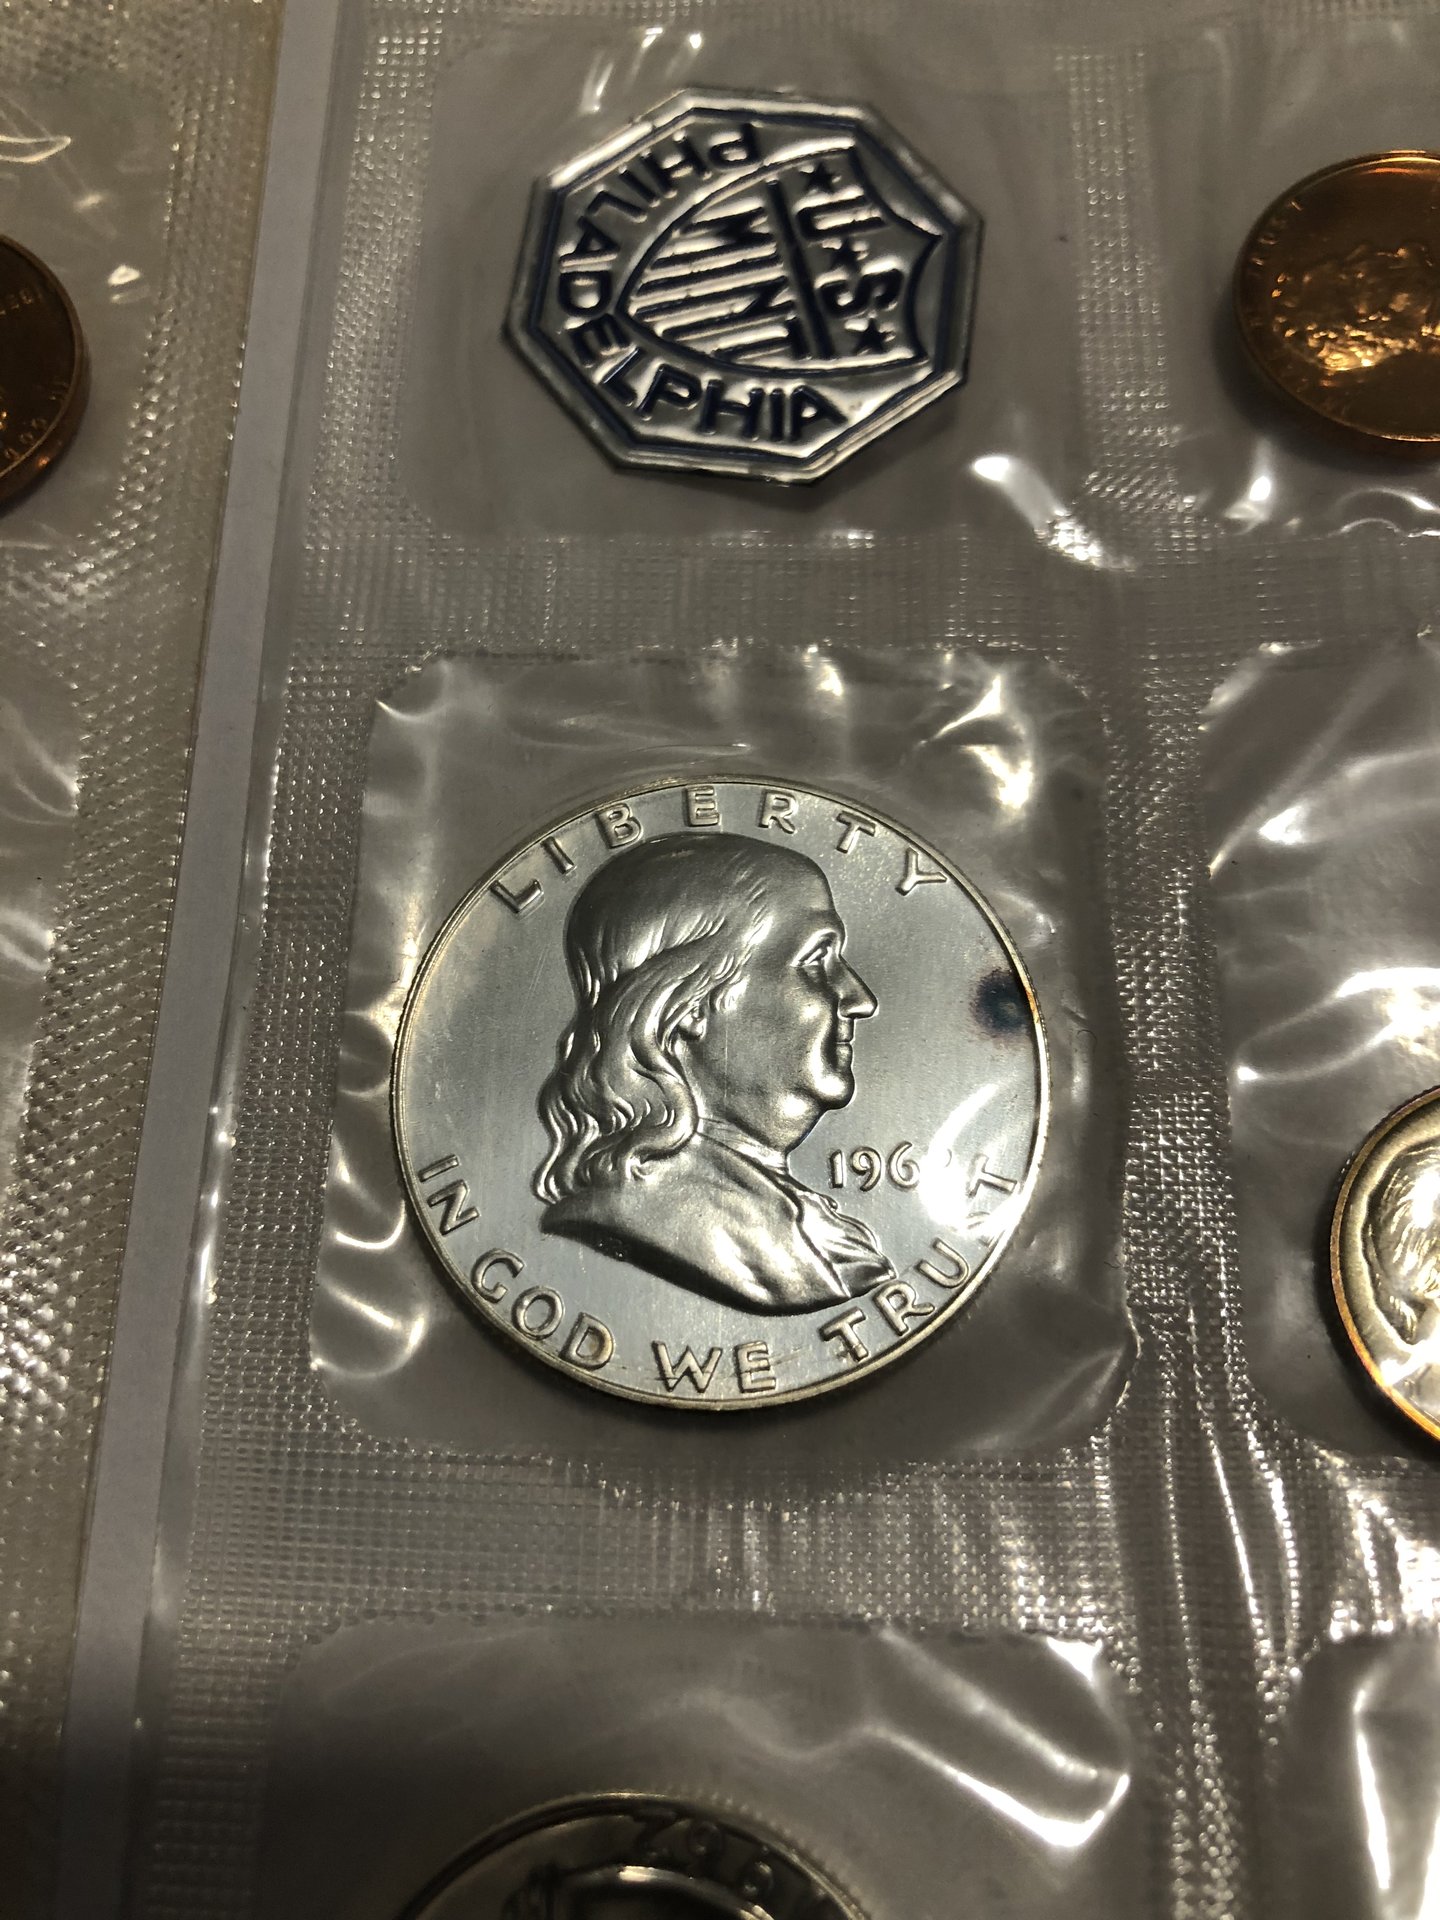 PHILADELPHIA
U★S
MINT
LIBERTY
196
IN GOD WE TRUST